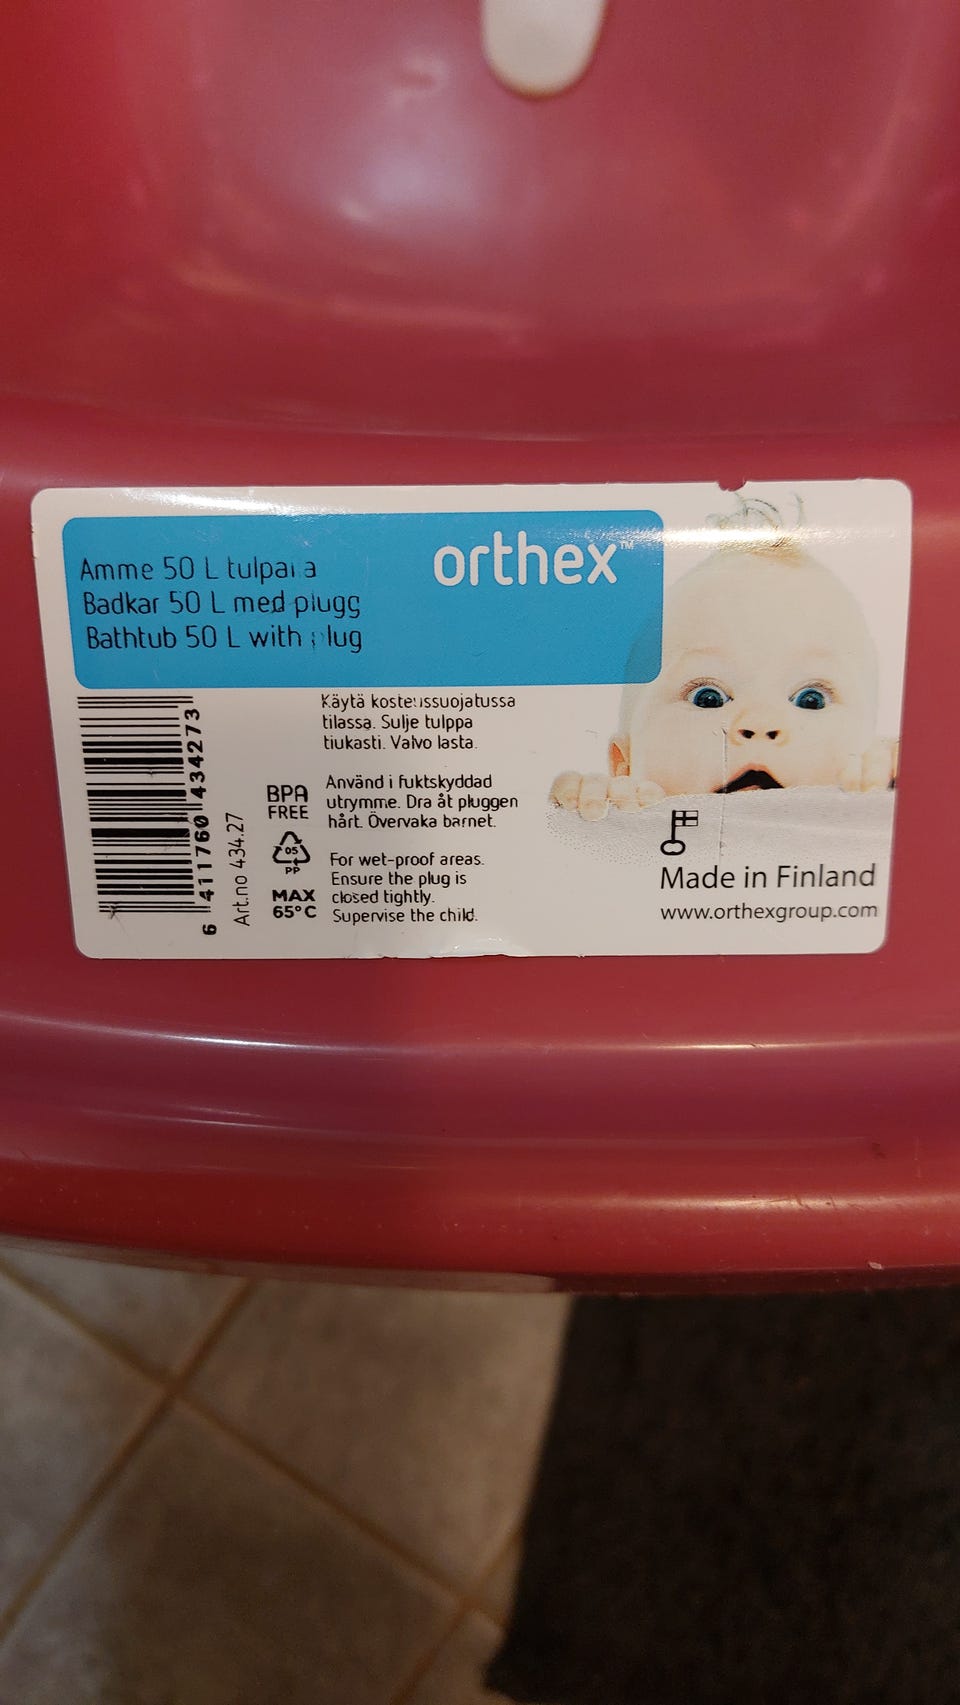 Amme 50 L tulpalla
Badkar 50 L med plugg
Bathtub 50 L with plug
orthex™
Käytä kosteussuojatussa
tilassa. Sulje tulppa
tiukasti. Valvo lasta.
Använd i fuktskyddad
utrymme. Dra åt pluggen
hårt. Övervaka barnet.
For wet-proof areas.
Ensure the plug is
closed tightly.
Supervise the child.
BPA
FREE
05
PP
MAX
65°C
6 411760 434273
Art.no 434.27
Made in Finland
www.orthexgroup.com